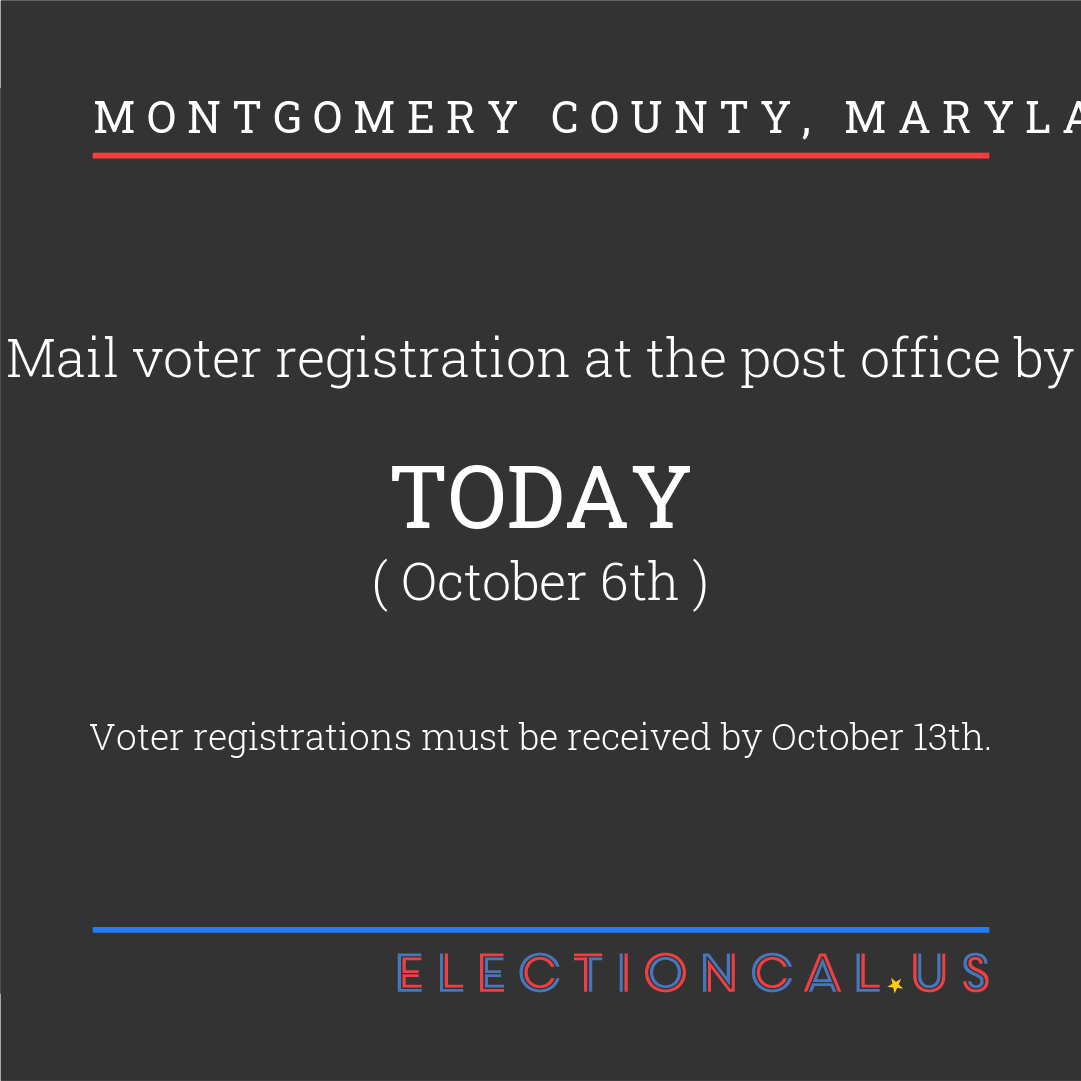 MONTGOMERY COUNTY, MARYLA
Mail voter registration at the post office by
TODAY
( October 6th )
Voter registrations must be received by October 13th.
ELECTIONCAL.US